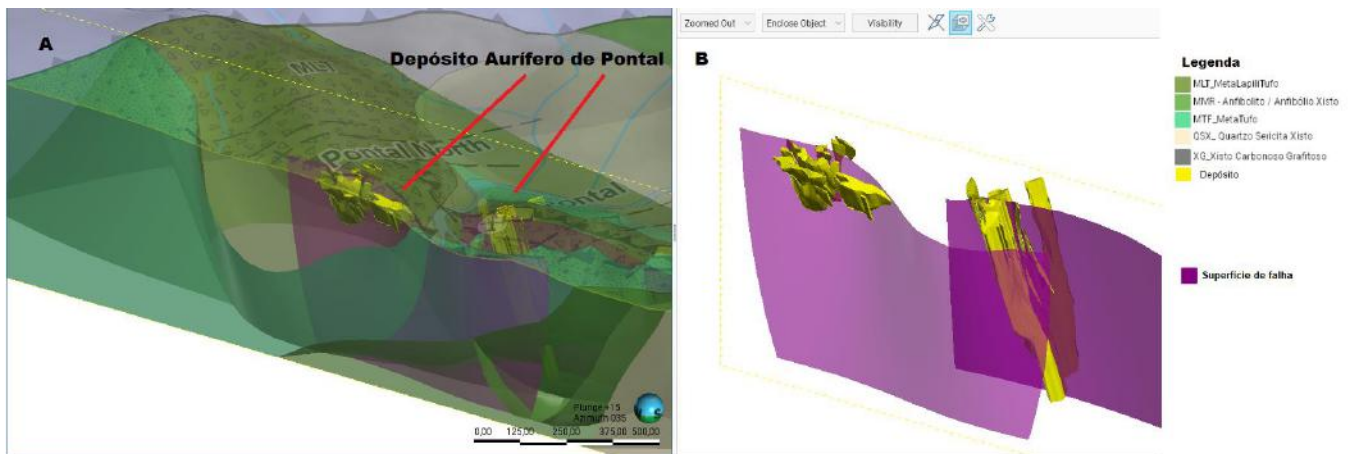 A
Depósito Aurífero de Pontal
MLT
Pontal North
Pontal
Plunge +15
Azimuth 035
0,00 125,00 250,00 375,00 500,00
Zoomed Out
Enclose Object
Visibility
B
Legenda
MLT_MetaLapilliTufo
MMR - Anfibolito / Anfibólio Xisto
MTF_MetaTufo
QSX_ Quartzo Sericita Xisto
XG_Xisto Carbonoso Grafitoso
Depósito
Superfície de falha